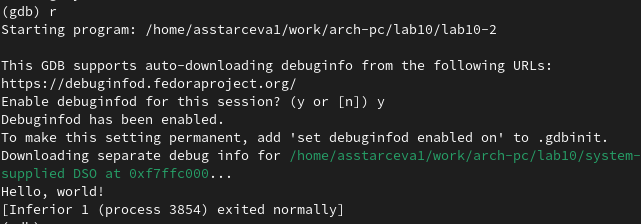 (gdb) r
Starting program: /home/asstarceva1/work/arch-pc/lab10/lab10-2
This GDB supports auto-downloading debuginfo from the following URLs:
https://debuginfod.fedoraproject.org/
Enable debuginfod for this session? (y or [n]) y
Debuginfod has been enabled.
To make this setting permanent, add 'set debuginfod enabled on' to .gdbinit.
Downloading separate debug info for /home/asstarceva1/work/arch-pc/lab10/system-
supplied DSO at 0xf7ffc000...
Hello, world!
[Inferior 1 (process 3854) exited normally]